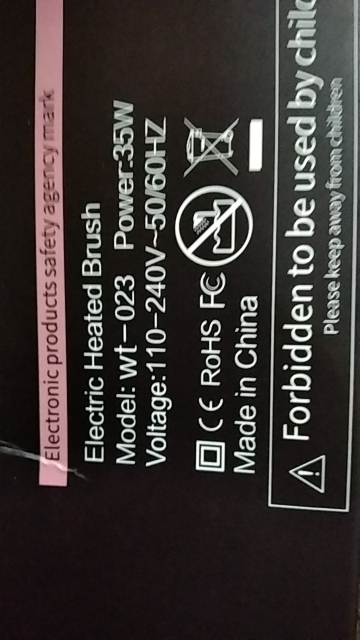 Electronic products safety agency mark
Electric Heated Brush
Model: wt-023 Power:35W
Voltage:110-240V~50/60HZ
CE RoHS FC
Made in China
Forbidden to be used by
Please keep away from children